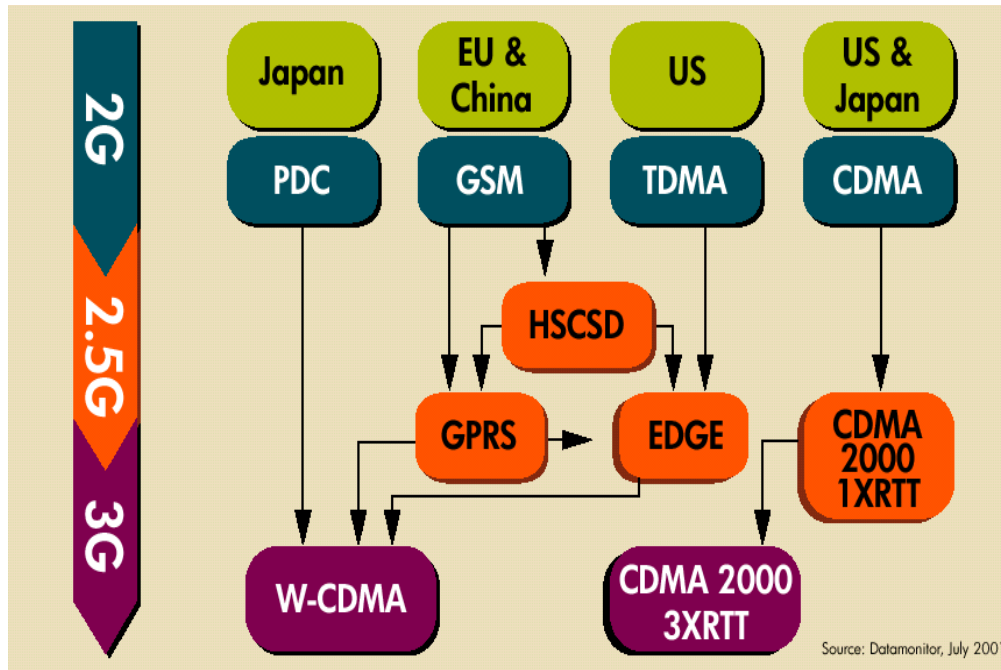 2G
2.5G
3G
Japan
EU &
China
US
US &
Japan
PDC
GSM
TDMA
CDMA
HSCSD
GPRS
EDGE
CDMA
2000
1XRTT
W-CDMA
CDMA 2000
3XRTT
Source: Datamonitor, July